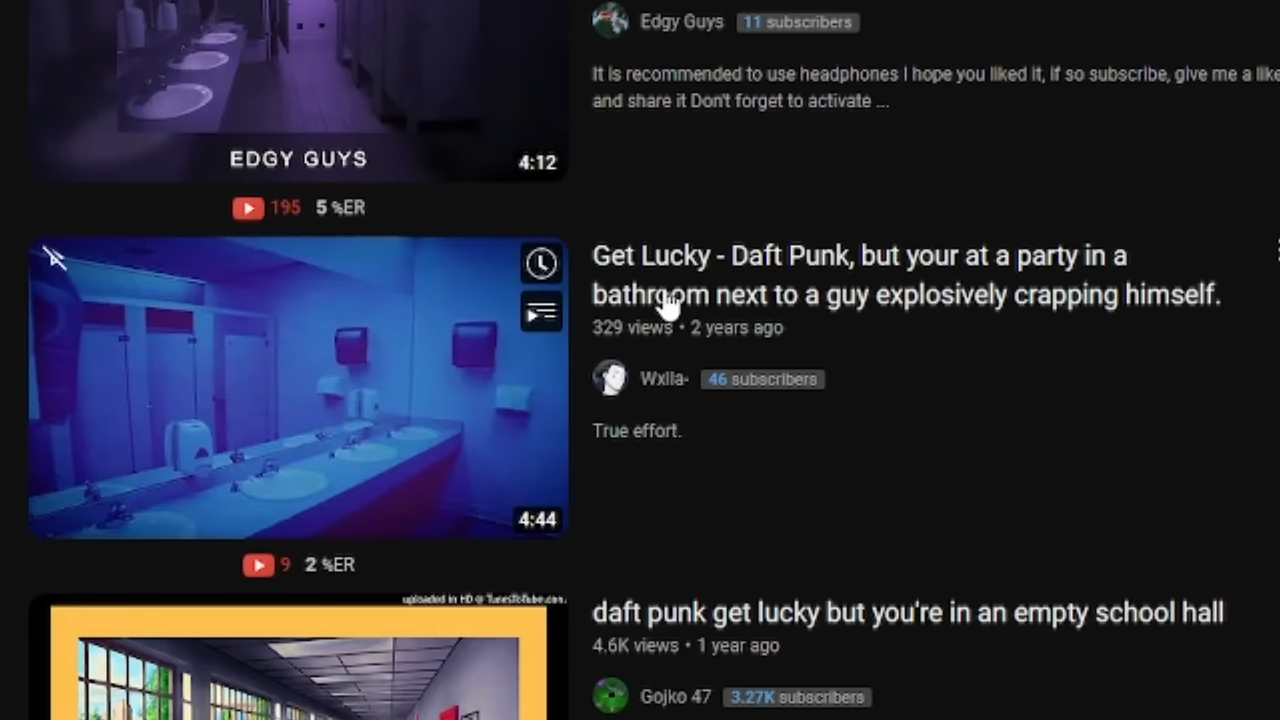 Edgy Guys 11 subscribers
It is recommended to use headphones I hope you liked it, if so subscribe, give me a like
and share it Don't forget to activate ...
EDGY GUYS
4:12
195 5 %ER
Get Lucky - Daft Punk, but your at a party in a
bathroom next to a guy explosively crapping himself.
329 views • 2 years ago
Wxlla- 46 subscribers
True effort.
4:44
9 2 %ER
uploaded in HD @ TunesToTube.com
daft punk get lucky but you're in an empty school hall
4.6K views • 1 year ago
Gojko 47 3.27K subscribers